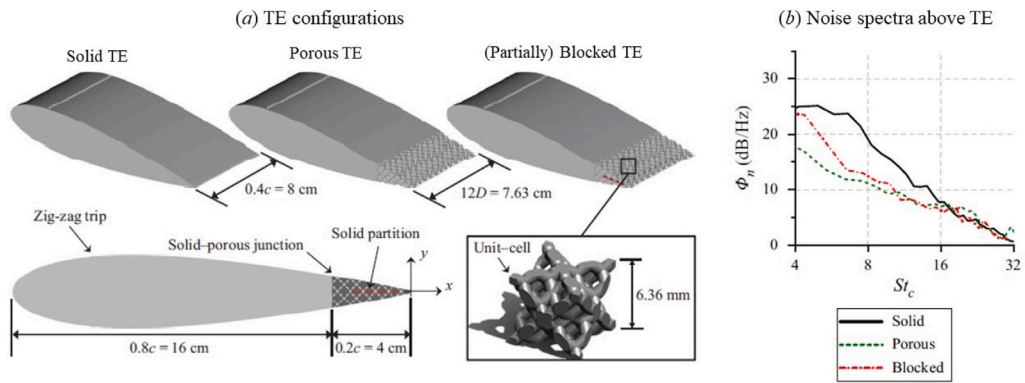 (a) TE configurations
Solid TE
Porous TE
(Partially) Blocked TE
0.4c = 8 cm
12D = 7.63 cm
Zig-zag trip
Solid–porous junction
Solid partition
y
x
0.8c = 16 cm
0.2c = 4 cm
Unit–cell
6.36 mm
(b) Noise spectra above TE
Φn (dB/Hz)
30
20
10
0
4
8
16
32
Stc
Solid
Porous
Blocked